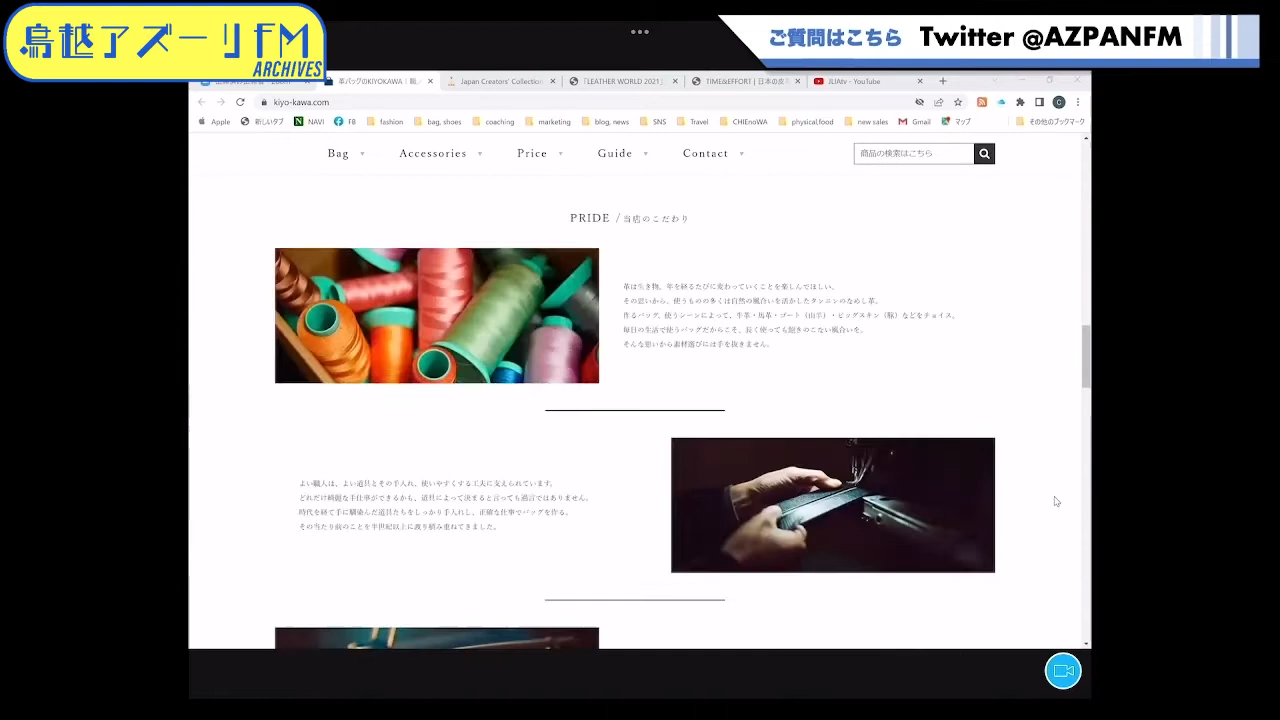 鳥越アズーリFM
ARCHIVES
ご質問はこちら Twitter @AZPANFM
革バッグのKIYOKAWA｜職人
Japan Creators' Collection
「LEATHER WORLD 2021」
TIME&EFFORT | 日本の皮革
JLIAtv - YouTube
kiyo-kawa.com
Apple 新しいタブ NAVI FB fashion bag, shoes coaching marketing blog, news SNS Travel CHIEnoWA physical,food new sales Gmail マップ その他のブックマーク
Bag Accessories Price Guide Contact 商品の検索はこちら
PRIDE / 当店のこだわり
革は生き物。年を経るたびに変わっていくことを楽しんでほしい。
その思いから、使うものの多くは自然の風合いを活かしたタンニンのなめし革。
作るバッグ、使うシーンによって、牛革・馬革・ゴート（山羊）・ピッグスキン（豚）などをチョイス。
毎日の生活で使うバッグだからこそ、長く使っても飽きのこない風合いを。
そんな想いから素材選びには手を抜きません。
よい職人は、よい道具とその手入れ、使いやすくする工夫に支えられています。
どれだけ綺麗な手仕事ができるかも、道具によって決まると言っても過言ではありません。
時代を経て手に馴染んだ道具たちをしっかり手入れし、正確な仕事でバッグを作る。
その当たり前のことを半世紀以上に渡り積み重ねてきました。